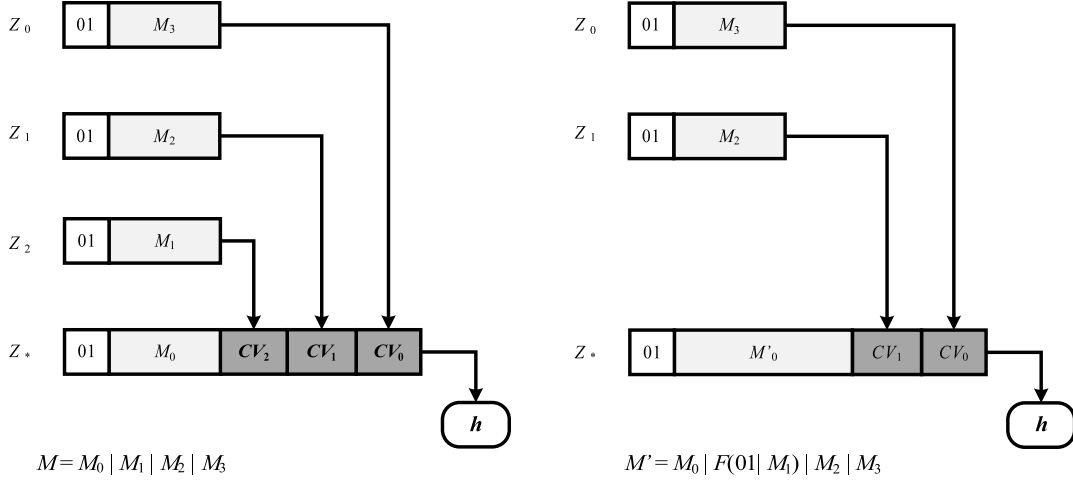 Z0 01 M3
Z1 01 M2
Z2 01 M1
Z* 01 M0 CV2 CV1 CV0
h
M = M0 | M1 | M2 | M3
Z0 01 M3
Z1 01 M2
Z* 01 M'0 CV1 CV0
h
M' = M0 | F(01| M1) | M2 | M3